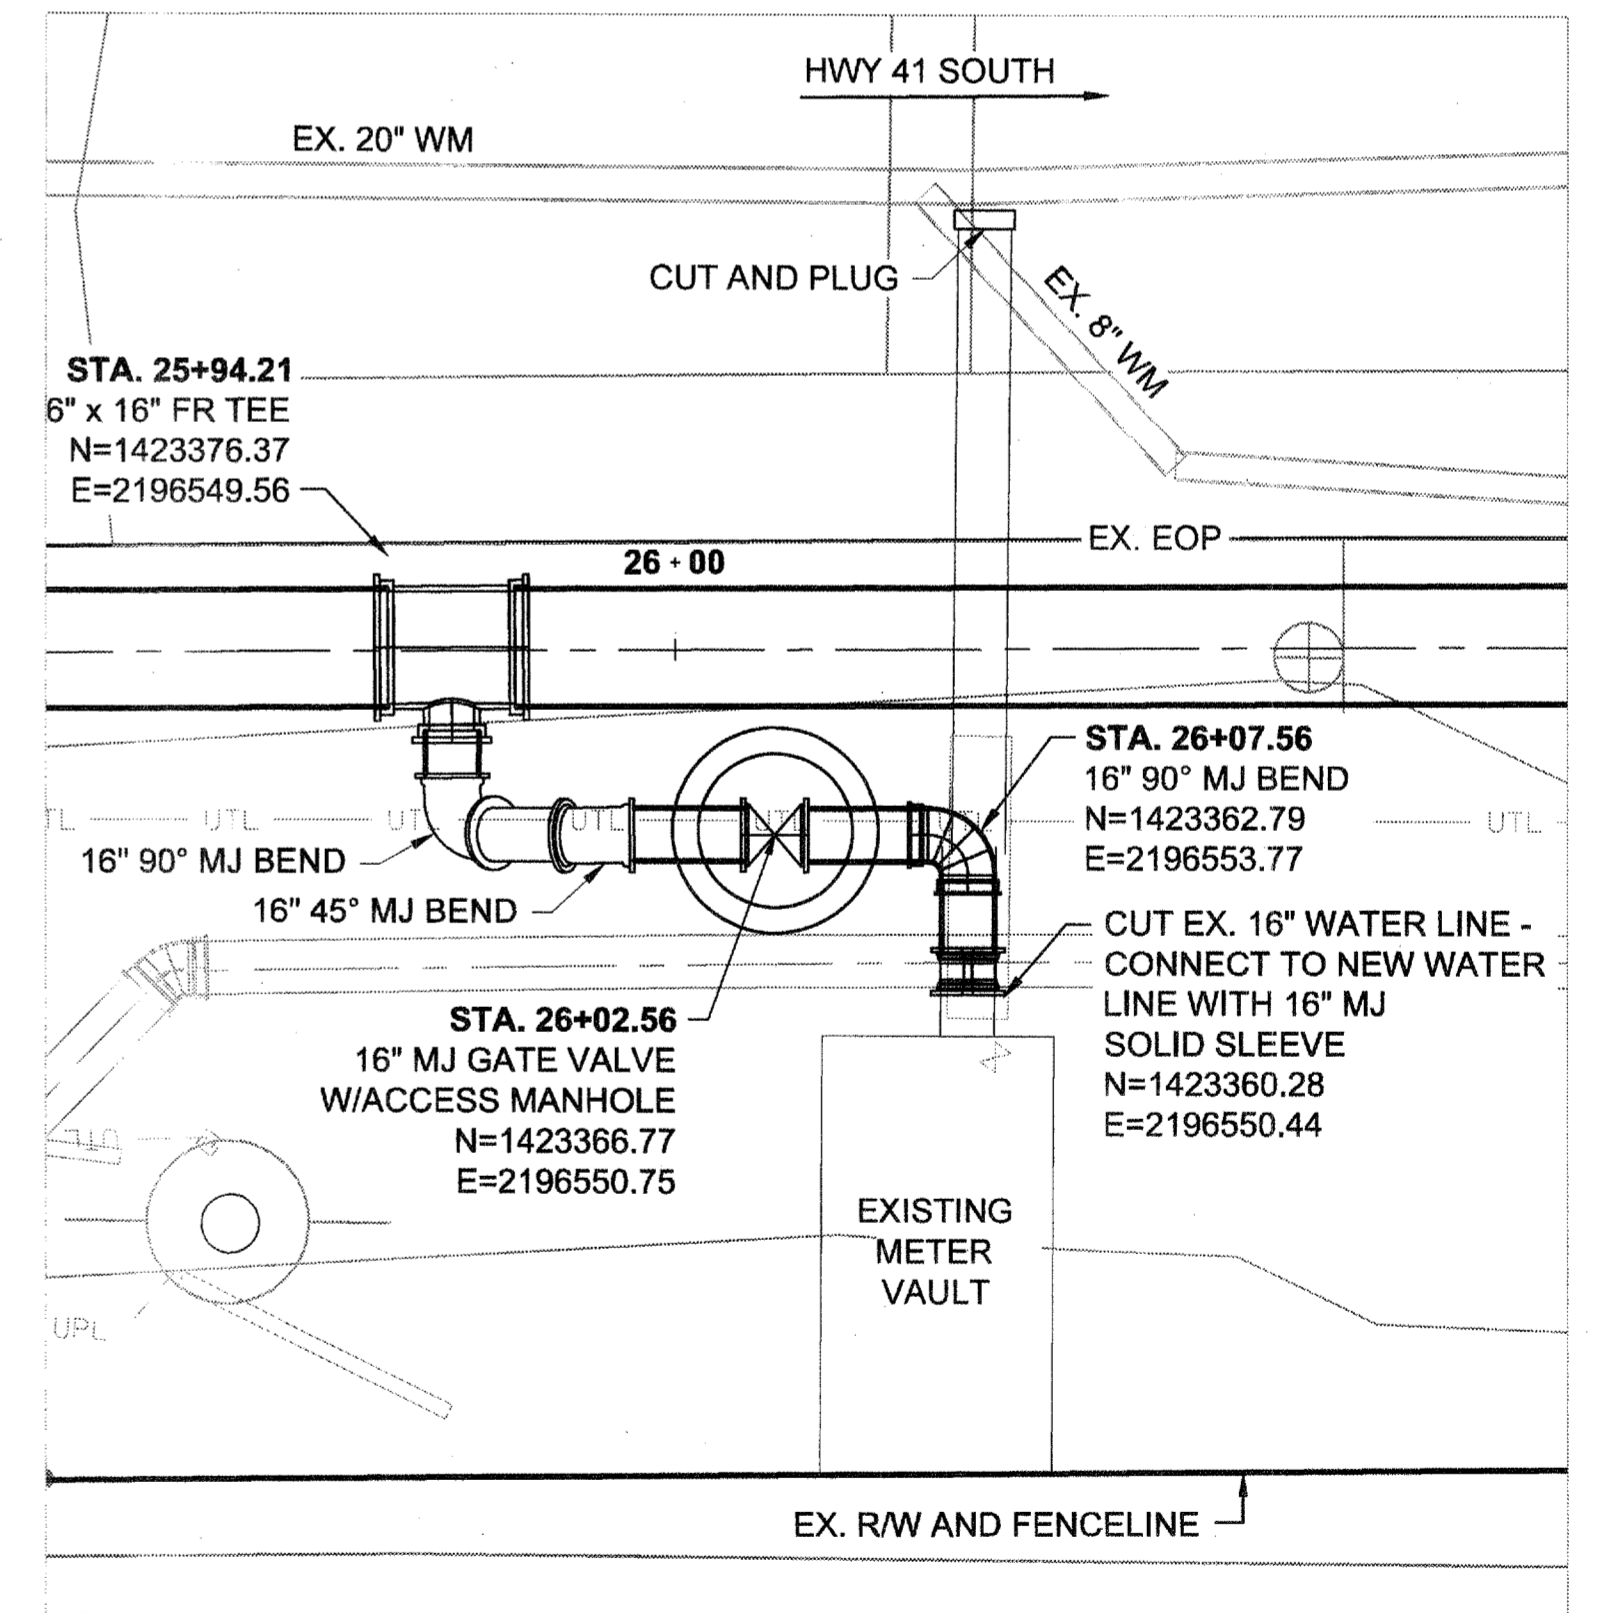 HWY 41 SOUTH
EX. 20" WM
CUT AND PLUG
EX. 8" WM
STA. 25+94.21
6" x 16" FR TEE
N=1423376.37
E=2196549.56
EX. EOP
26+00
STA. 26+07.56
16" 90° MJ BEND
N=1423362.79
E=2196553.77
UTL
UTL
UTL
UTL
UTL
16" 90° MJ BEND
16" 45° MJ BEND
CUT EX. 16" WATER LINE -
CONNECT TO NEW WATER
LINE WITH 16" MJ
SOLID SLEEVE
N=1423360.28
E=2196550.44
STA. 26+02.56
16" MJ GATE VALVE
W/ACCESS MANHOLE
N=1423366.77
E=2196550.75
UTL
EXISTING
METER
VAULT
UPL
EX. R/W AND FENCELINE